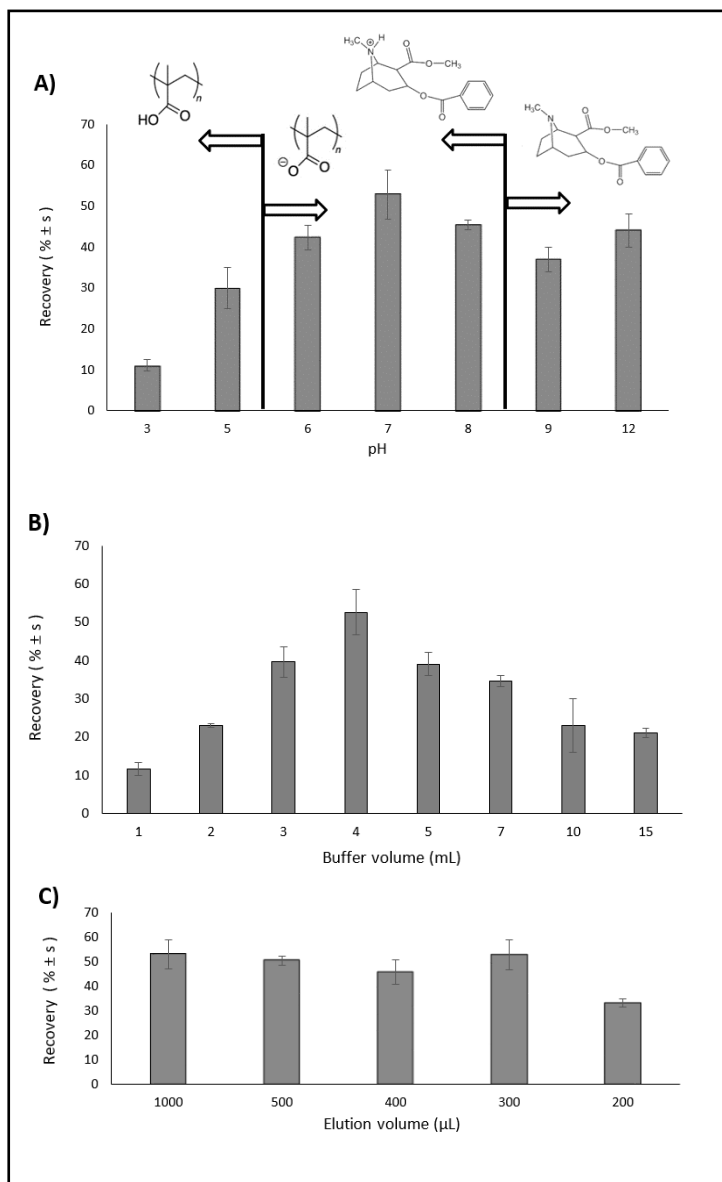 A)
n
HO
O
n
⊖
O
O
H₃C
H
N
⊕
O
O
CH₃
O
O
H₃C
N
O
O
CH₃
O
O
Recovery ( % ± s )
70
60
50
40
30
20
10
0
3 5 6 7 8 9 12
pH
B)
Recovery ( % ± s )
70
60
50
40
30
20
10
0
1 2 3 4 5 7 10 15
Buffer volume (mL)
C)
Recovery ( % ± s )
70
60
50
40
30
20
10
0
1000 500 400 300 200
Elution volume (µL)